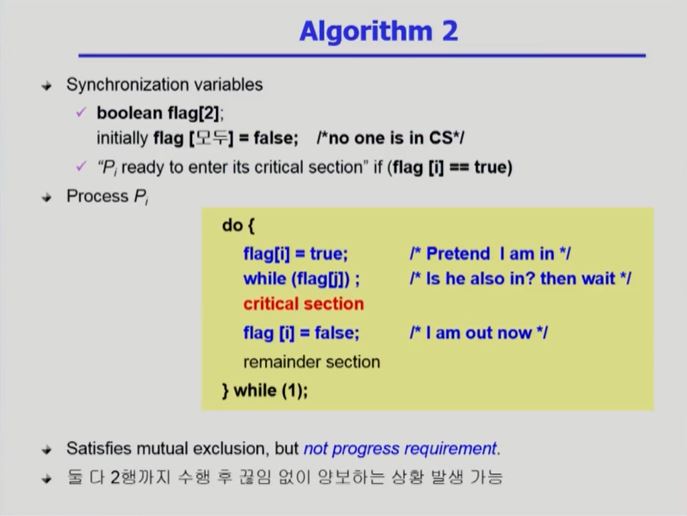 Algorithm 2
Synchronization variables
boolean flag[2];
initially flag [모두] = false; /*no one is in CS*/
“Pi ready to enter its critical section” if (flag [i] == true)
Process Pi
do {
flag[i] = true; /* Pretend I am in */
while (flag[j]) ; /* Is he also in? then wait */
critical section
flag [i] = false; /* I am out now */
remainder section
} while (1);
Satisfies mutual exclusion, but not progress requirement.
둘 다 2행까지 수행 후 끊임 없이 양보하는 상황 발생 가능